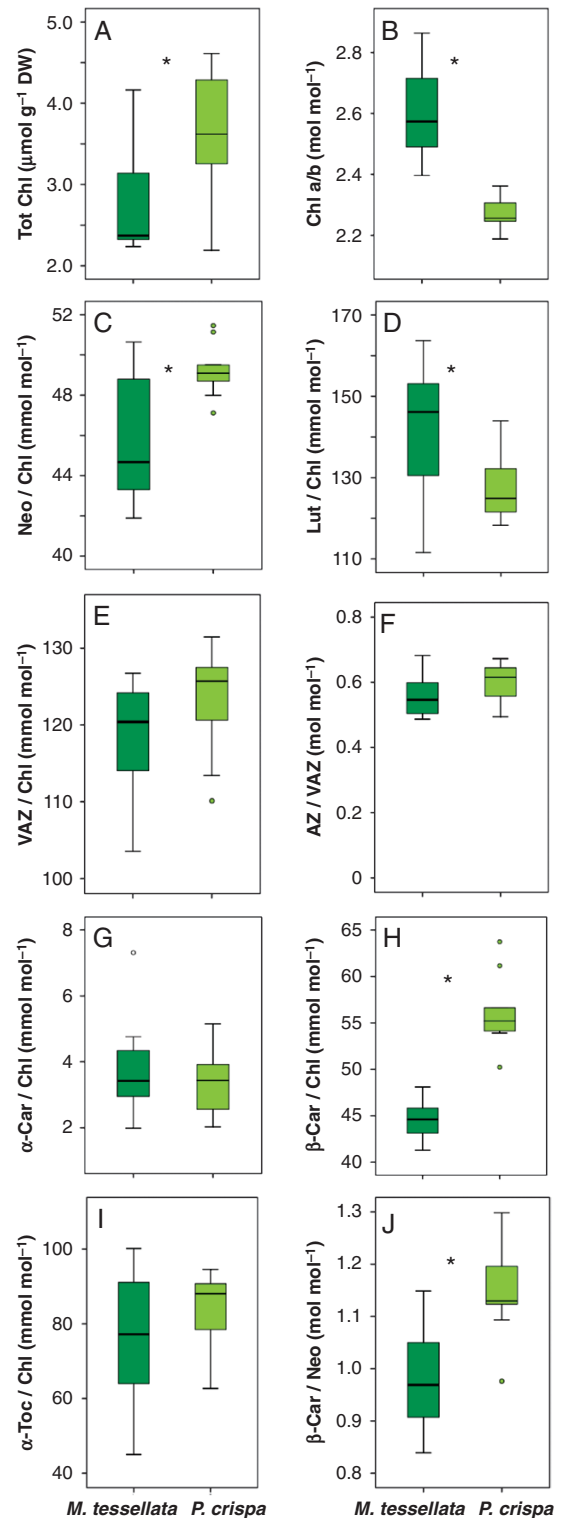 A
Tot Chl (μmol g⁻¹ DW)
5.0
4.0
3.0
2.0
*
B
Chl a/b (mol mol⁻¹)
2.8
2.6
2.4
2.2
*
C
Neo / Chl (mmol mol⁻¹)
52
48
44
40
*
D
Lut / Chl (mmol mol⁻¹)
170
150
130
110
*
E
VAZ / Chl (mmol mol⁻¹)
130
120
110
100
F
AZ / VAZ (mol mol⁻¹)
0.8
0.6
0.4
0.2
0
G
α-Car / Chl (mmol mol⁻¹)
8
6
4
2
H
β-Car / Chl (mmol mol⁻¹)
65
60
55
50
45
40
*
I
α-Toc / Chl (mmol mol⁻¹)
100
80
60
40
J
β-Car / Neo (mol mol⁻¹)
1.3
1.2
1.1
1.0
0.9
0.8
*
M. tessellata P. crispa
M. tessellata P. crispa